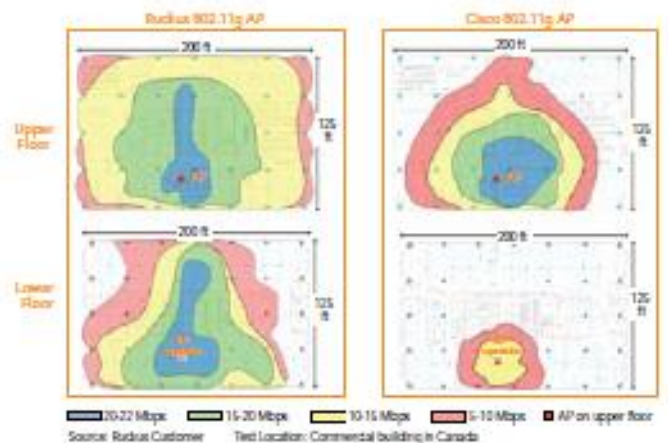 Ruckus 802.11g AP
Cisco 802.11g AP
200 ft
200 ft
Upper
Floor
125
ft
125
ft
AP
AP
200 ft
200 ft
Lower
Floor
125
ft
125
ft
20-22 Mbps
15-20 Mbps
10-15 Mbps
5-10 Mbps
AP on upper floor
Source: Ruckus Customer
Test Location: Commercial building in Canada